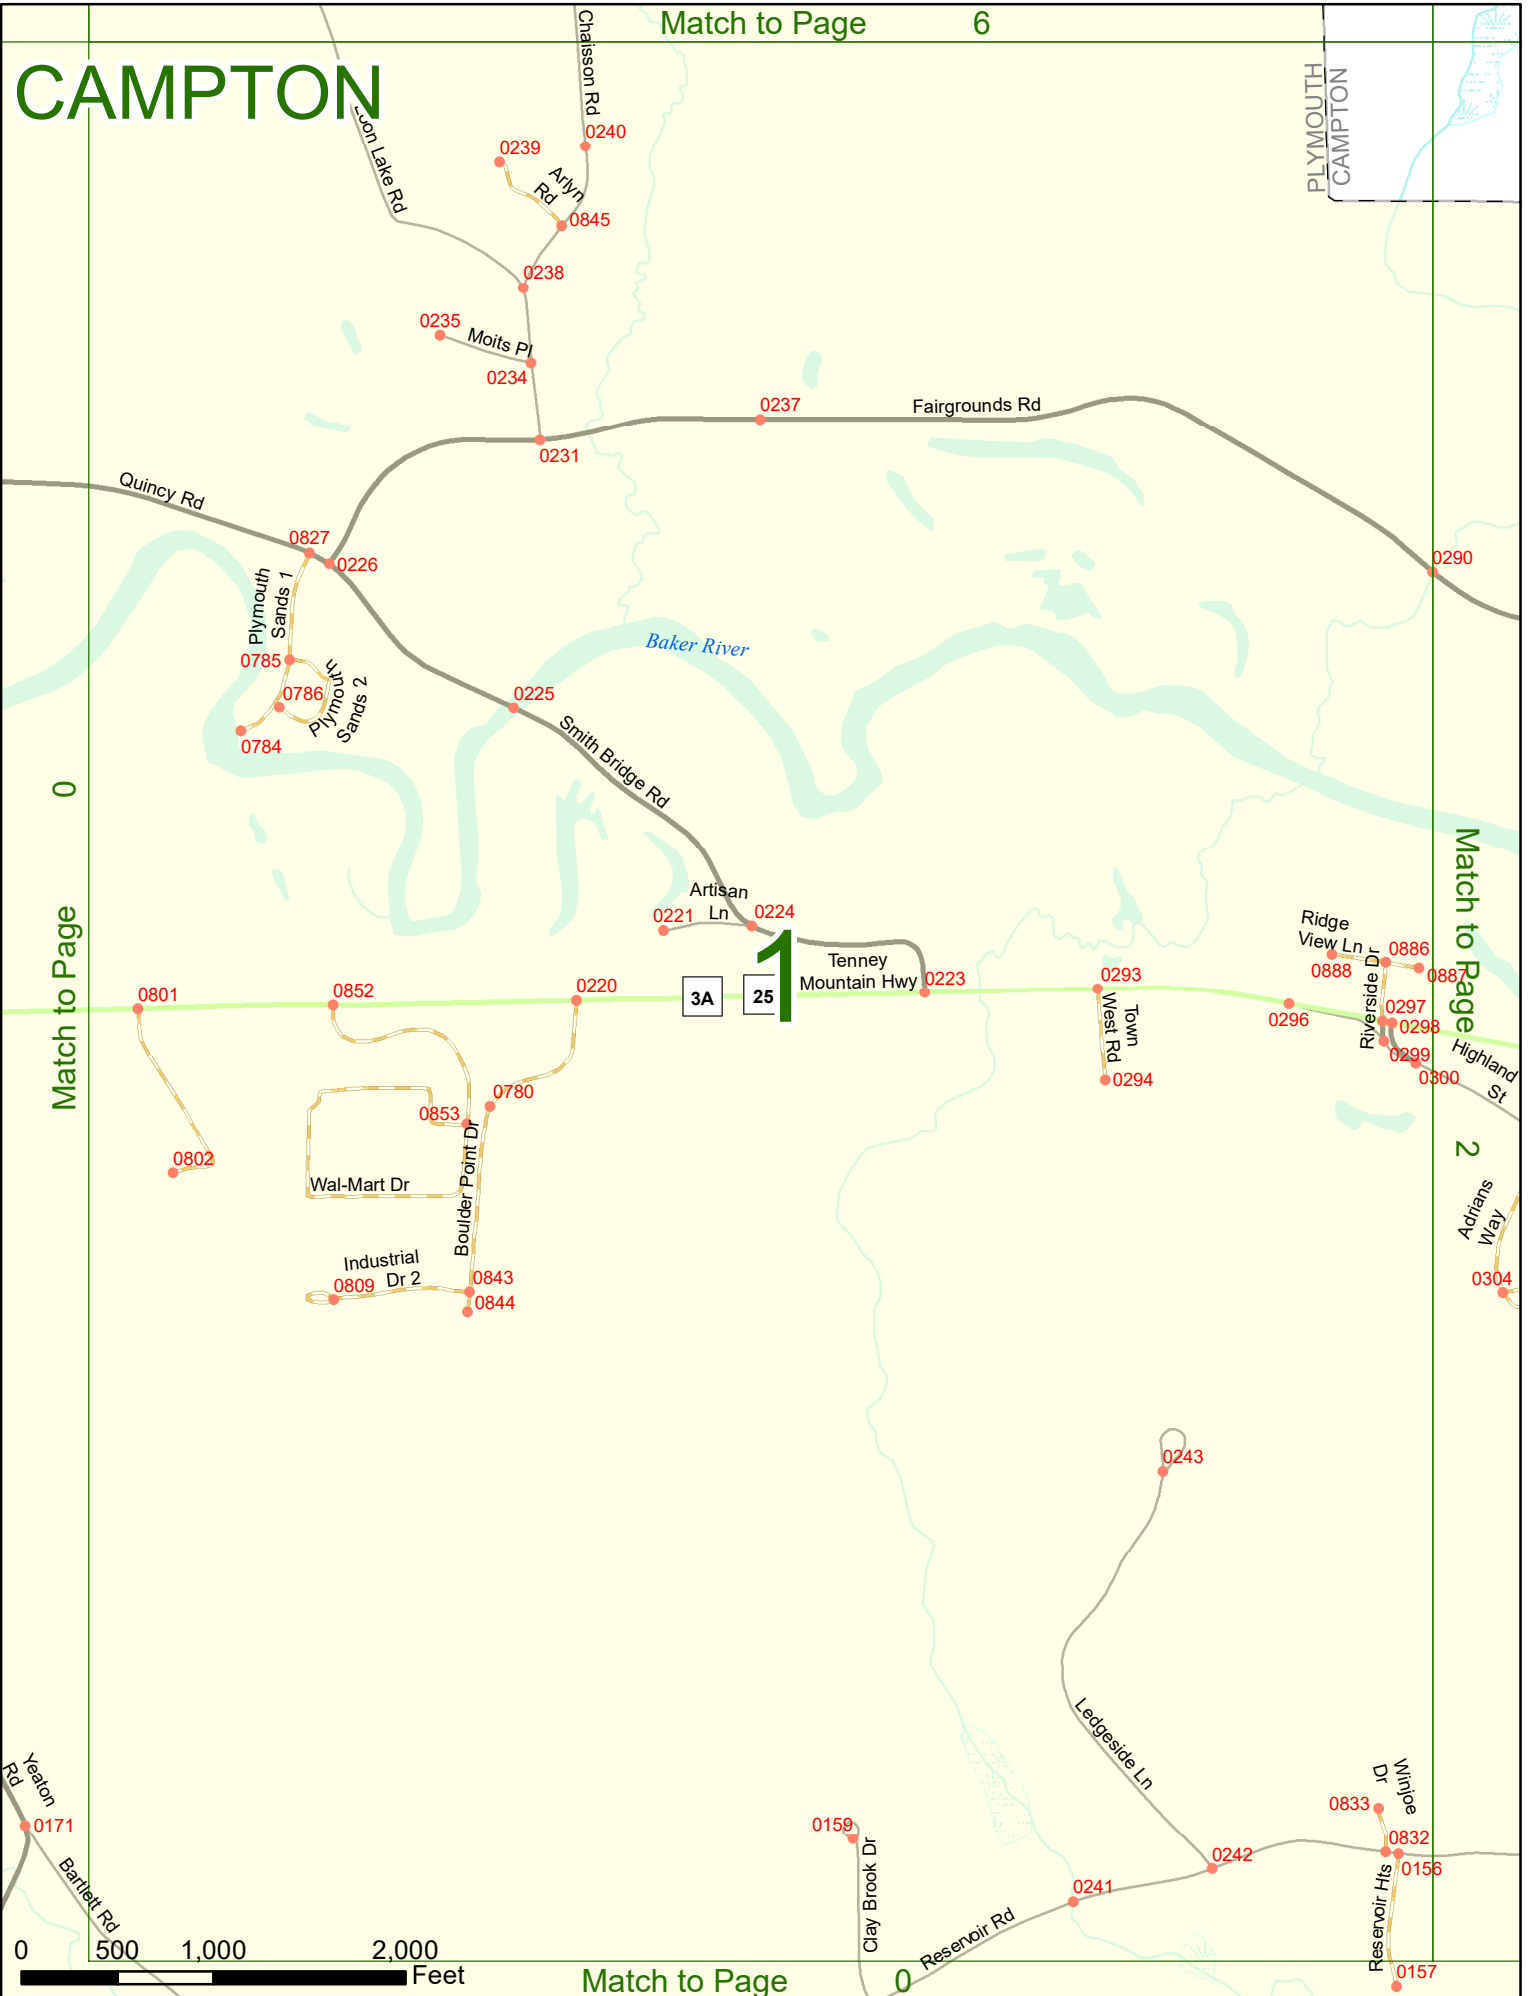 Match to Page 6
CAMPTON
Chaisson Rd
PLYMOUTH
CAMPTON
Loon Lake Rd
0240
0239
Arlyn
Rd
0845
0238
0235
Moits Pl
0234
0237
Fairgrounds Rd
0231
Quincy Rd
0827
0226
0290
Plymouth
Sands 1
Baker River
0785
0786
Plymouth
Sands 2
0225
0784
Smith Bridge Rd
0
Match to Page
Match to Page
2
Artisan
Ln
0221
0224
1
Ridge
View Ln
0886
0888
0887
Riverside Dr
Tenney
Mountain Hwy
0223
0293
3A
25
0801
0852
0220
0296
0297
0298
Town
West Rd
0299
0300
Highland
St
0294
0780
0853
Boulder Point Dr
0802
Wal-Mart Dr
Adrians
Way
Industrial
Dr 2
0809
0843
0844
0304
0243
Ledgeside Ln
Yeaton
Rd
0171
Winjoe
Dr
0833
0159
0832
0156
Clay Brook Dr
0242
0241
Bartlett Rd
Reservoir Rd
Reservoir Hts
0157
0 500 1,000 2,000
Feet
Match to Page 0